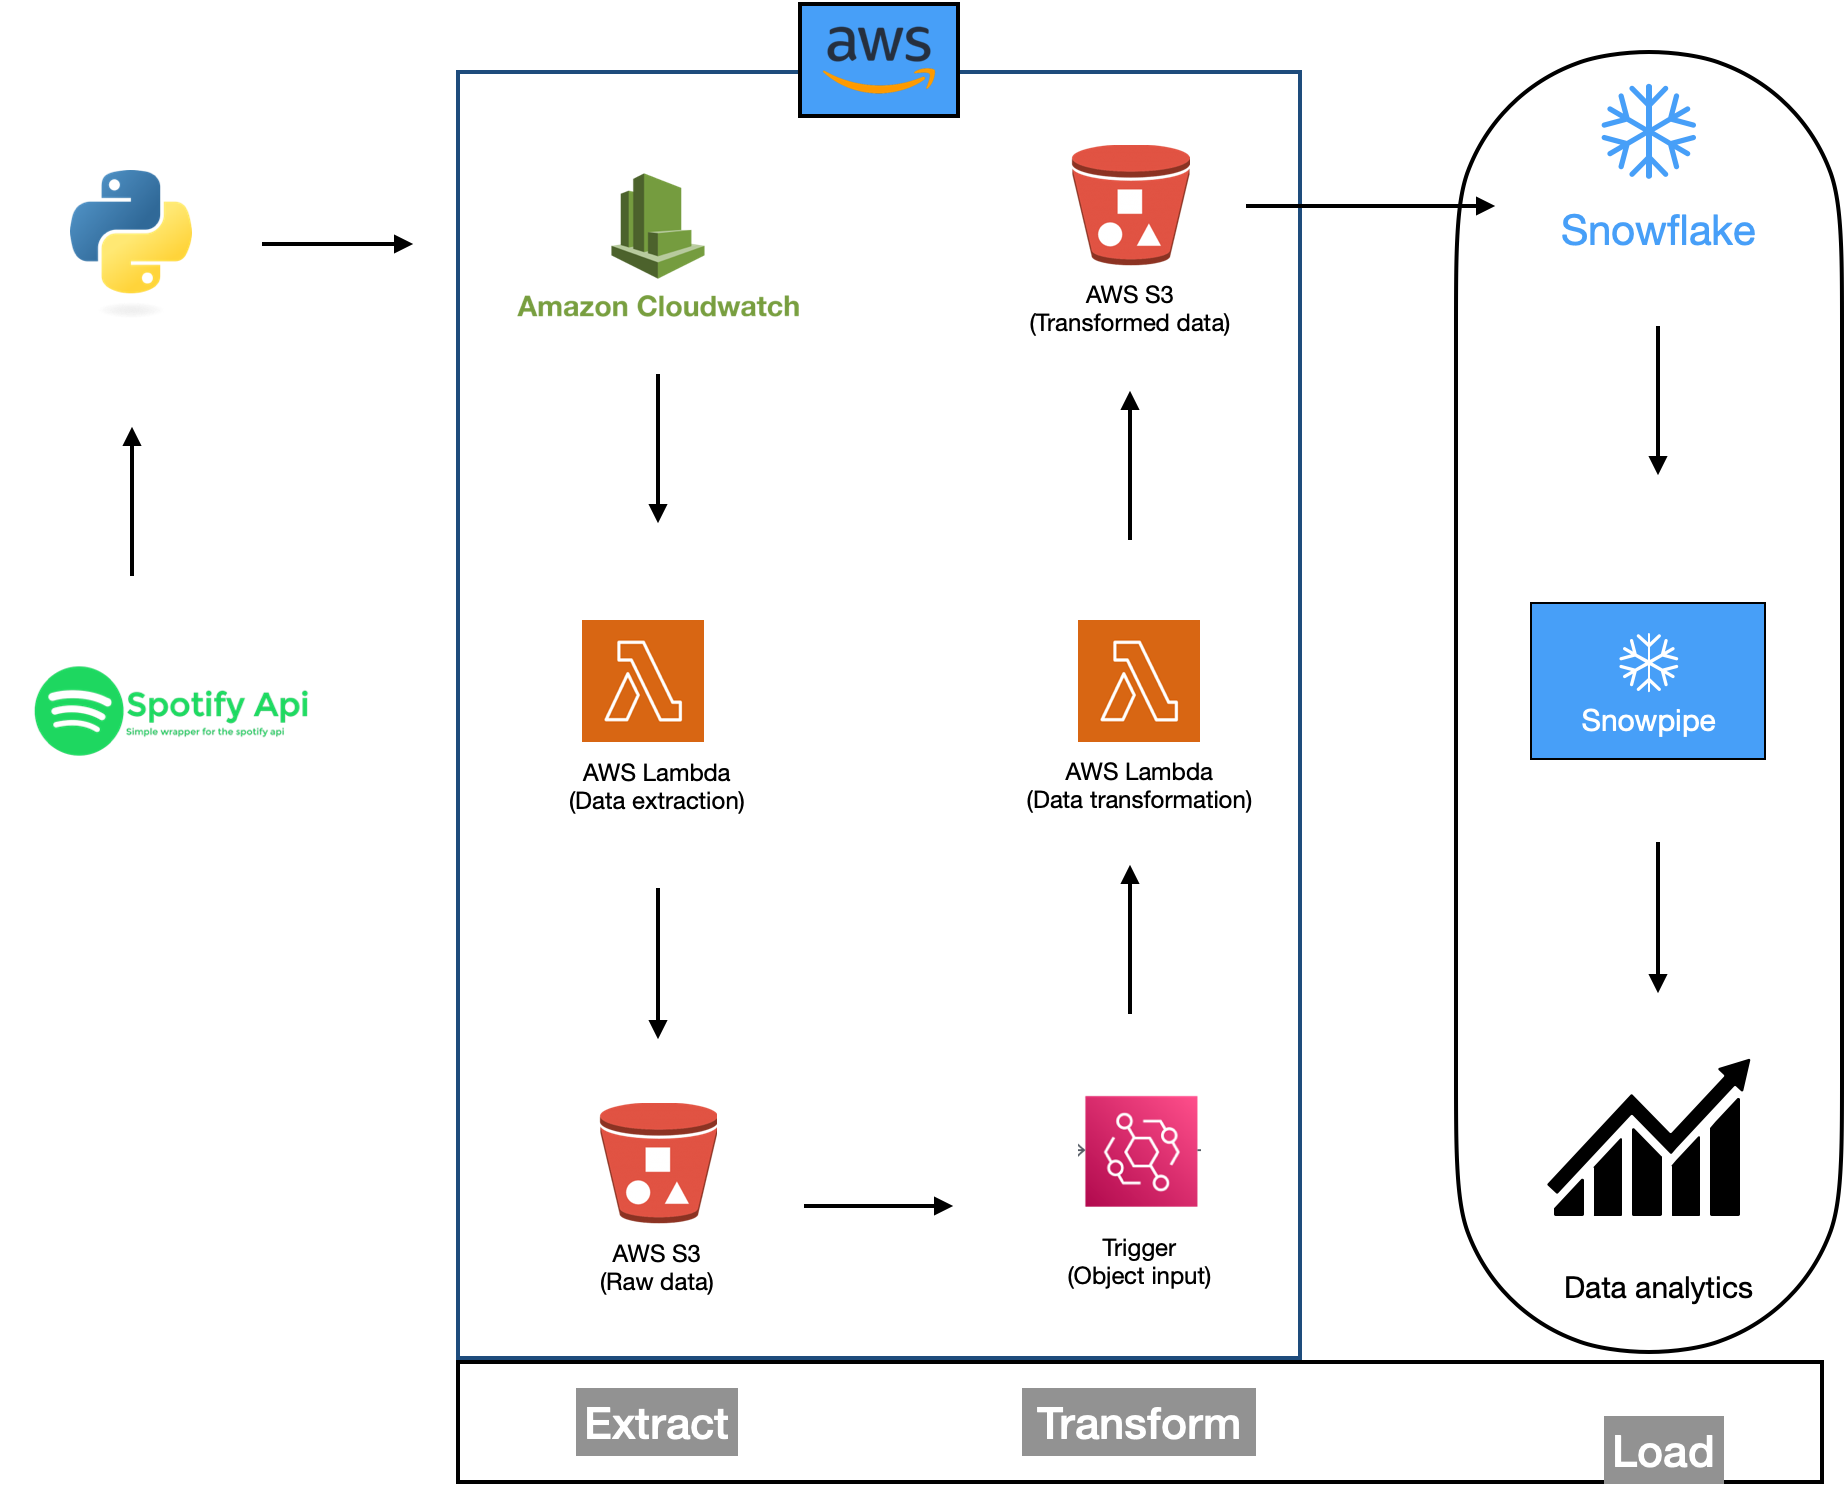 aws
Amazon Cloudwatch
AWS S3
(Transformed data)
Snowflake
Spotify Api
Simple wrapper for the spotify api
AWS Lambda
(Data extraction)
AWS Lambda
(Data transformation)
Snowpipe
AWS S3
(Raw data)
Trigger
(Object input)
Data analytics
Extract
Transform
Load